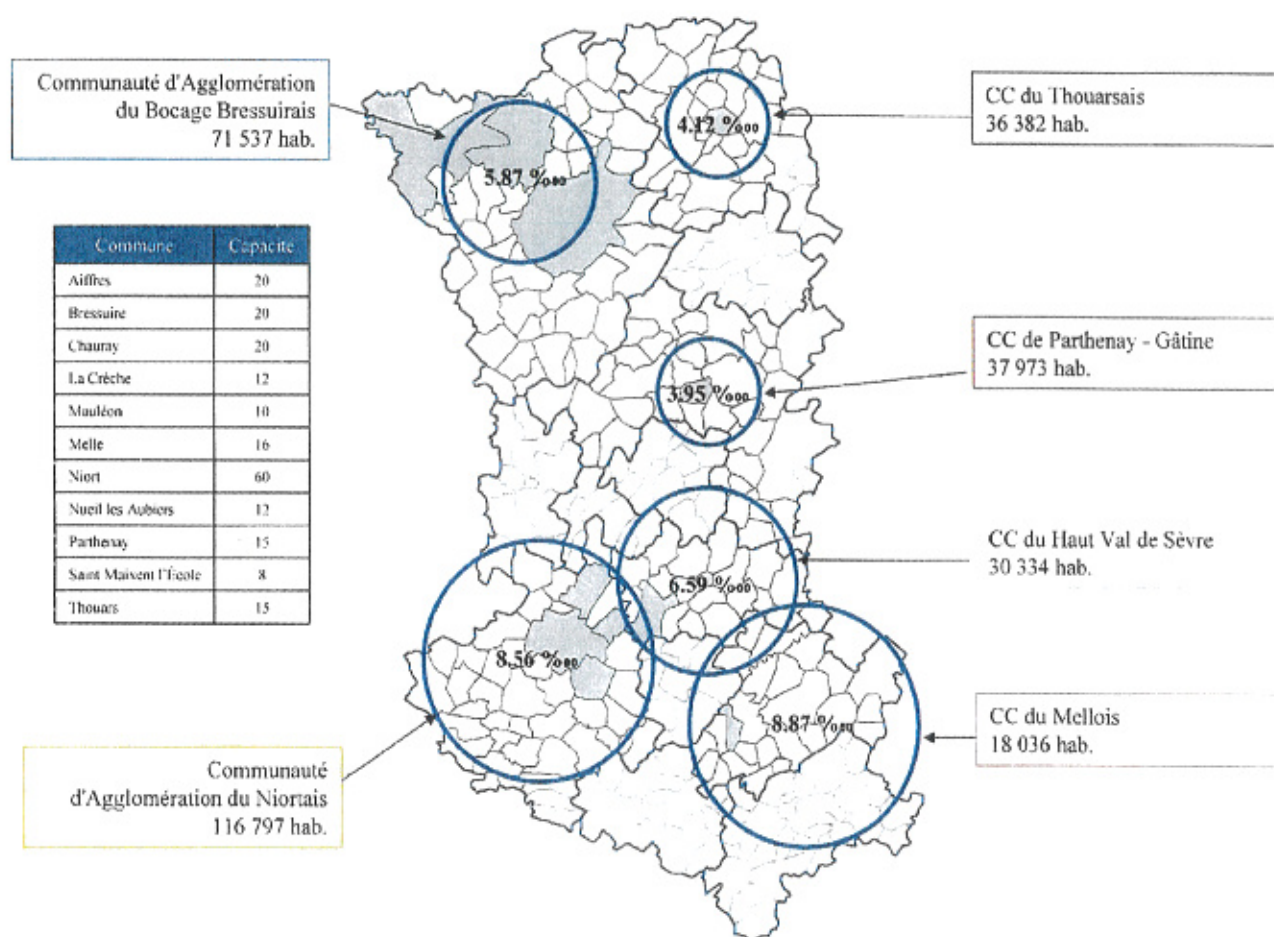 Communauté d'Agglomération
du Bocage Bressuirais
71 537 hab.
CC du Thouarsais
36 382 hab.
4.12 ‱
5.87 ‱
Commune Capacité
Aiffres 20
Bressuire 20
Chauray 20
La Crèche 12
Mauléon 10
Melle 16
Niort 60
Nueil les Aubiers 12
Parthenay 15
Saint Maixent l'École 8
Thouars 15
CC de Parthenay - Gâtine
37 973 hab.
3.95 ‱
CC du Haut Val de Sèvre
30 334 hab.
6.59 ‱
8.56 ‱
8.87 ‱
CC du Mellois
18 036 hab.
Communauté
d'Agglomération du Niortais
116 797 hab.